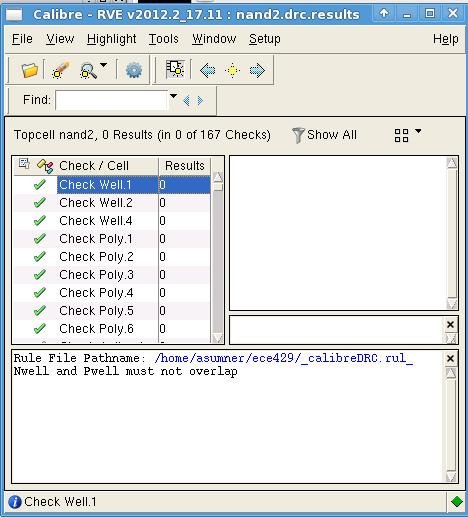 Calibre - RVE v2012.2_17.11 : nand2.drc.results
File View Highlight Tools Window Setup Help
Find:
Topcell nand2, 0 Results (in 0 of 167 Checks) Show All
Check / Cell Results
Check Well.1 0
Check Well.2 0
Check Well.4 0
Check Poly.1 0
Check Poly.2 0
Check Poly.3 0
Check Poly.4 0
Check Poly.5 0
Check Poly.6 0
Rule File Pathname: /home/asumner/ece429/_calibreDRC.rul_
Nwell and Pwell must not overlap
Check Well.1